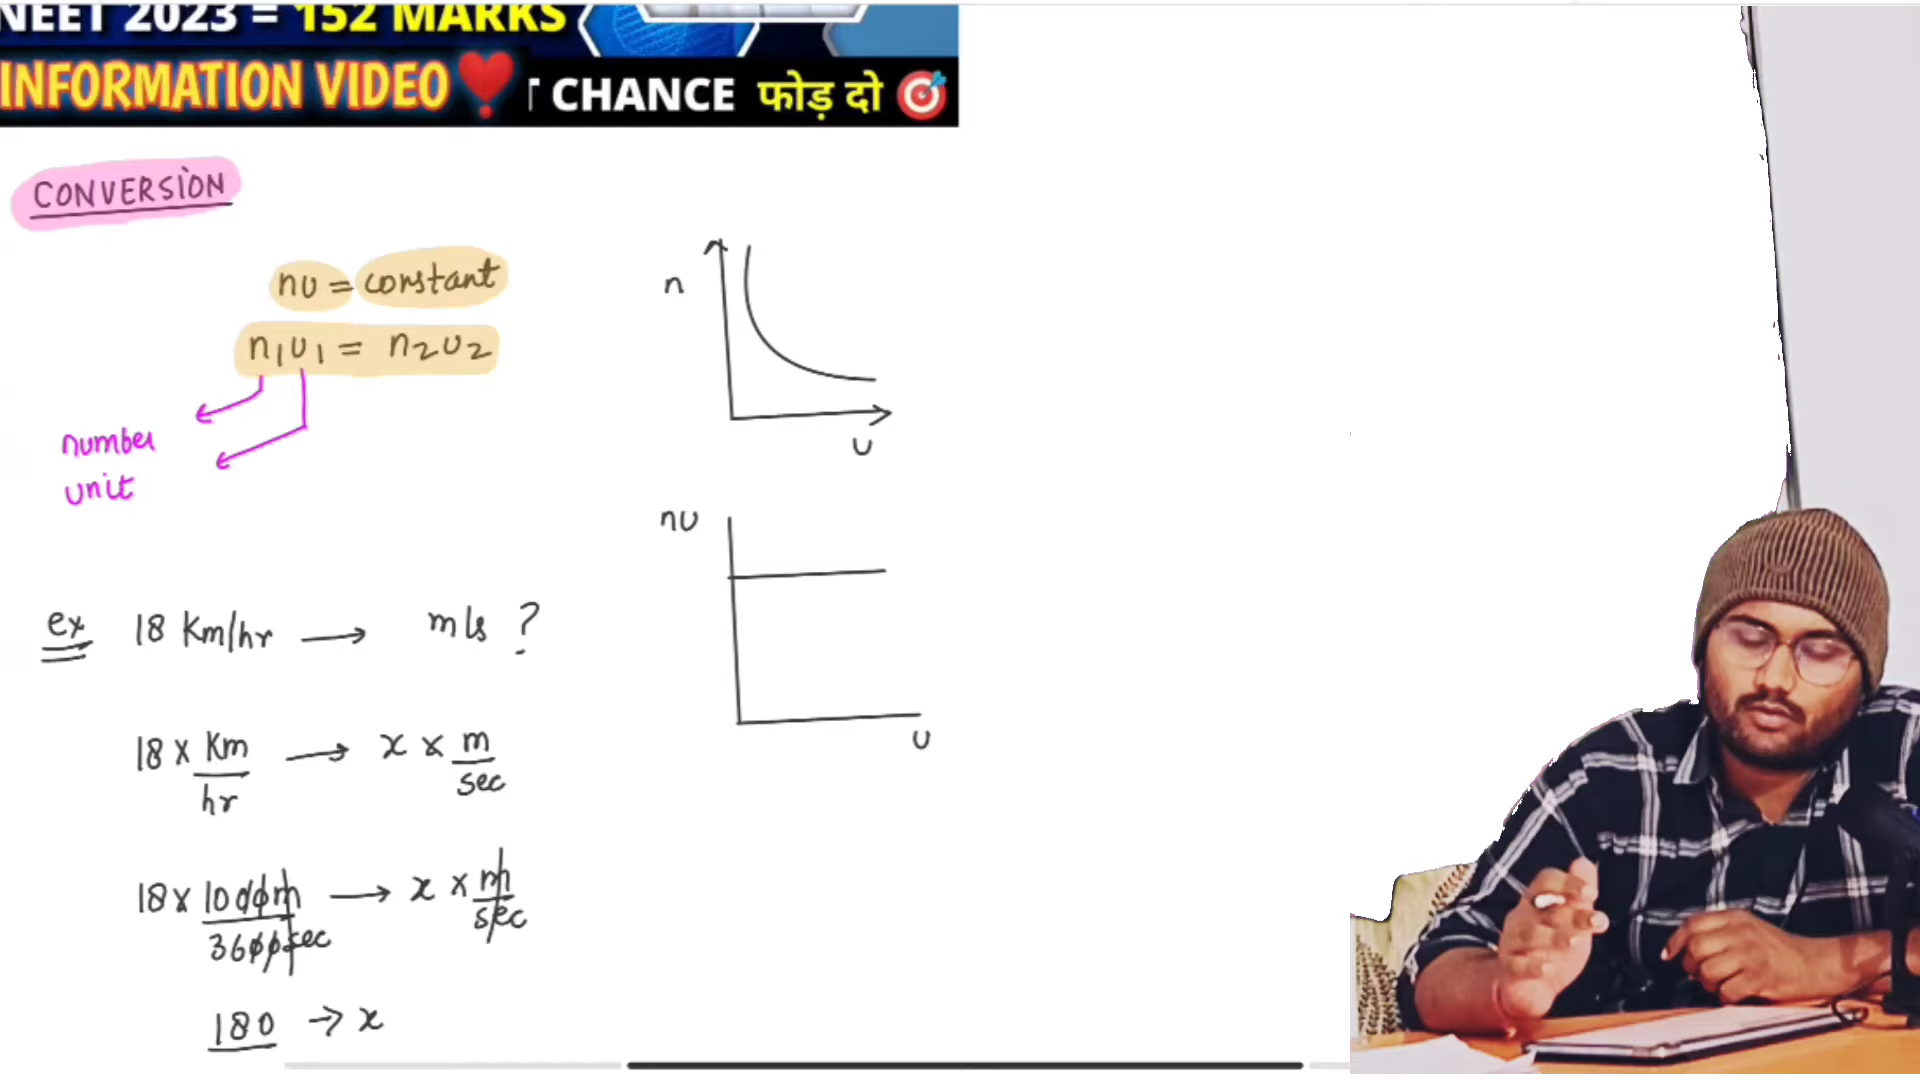 NEET 2023 = 152 MARKS
INFORMATION VIDEO
CHANCE फोड़ दो
CONVERSION
nu = constant
n₁u₁ = n₂u₂
number
unit
n
u
nu
u
ex 18 Km/hr → m/s ?
18 x Km/hr → x x m/sec
18 x 1000m/3600sec → x x m/sec
180 → x